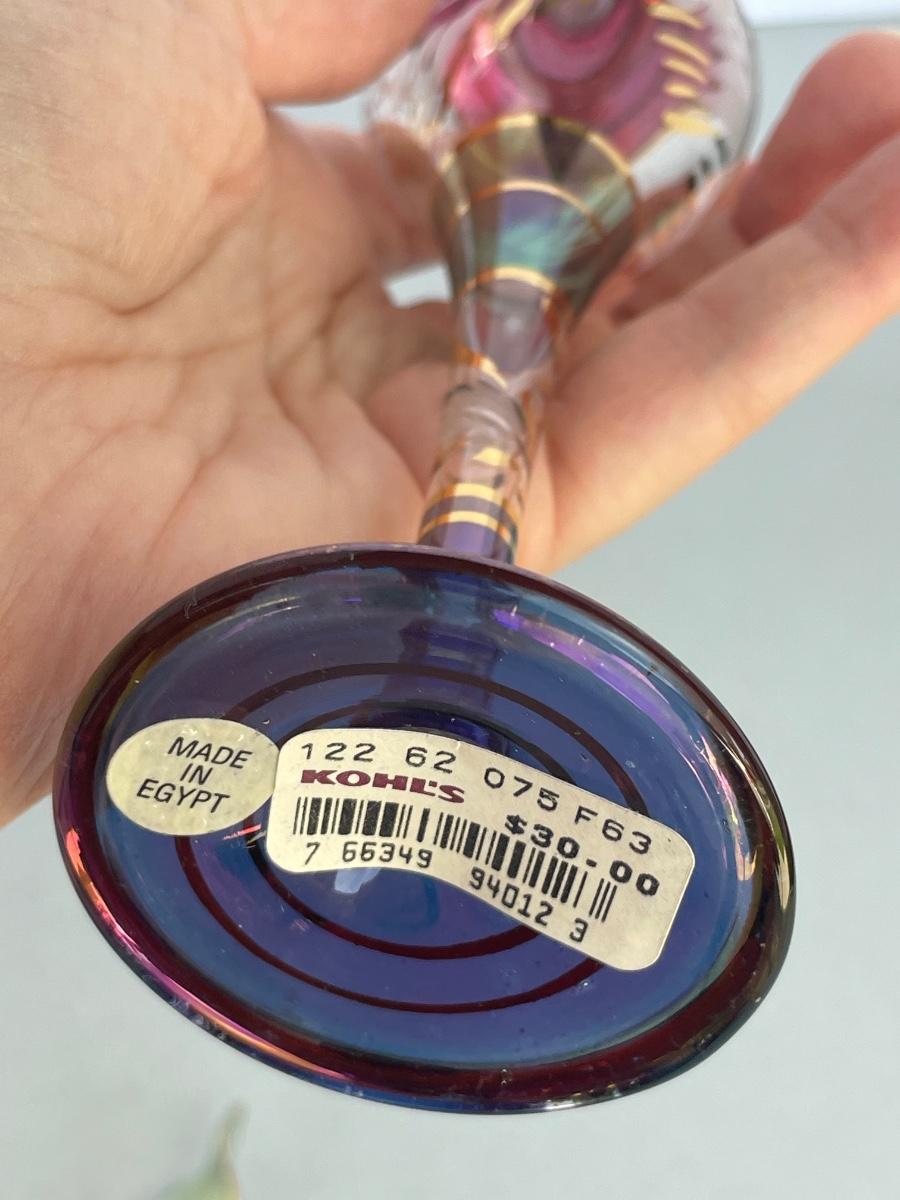 MADE
IN
EGYPT
122 62 075 F63
KOHL'S
$30.00
7 66349 94012 3